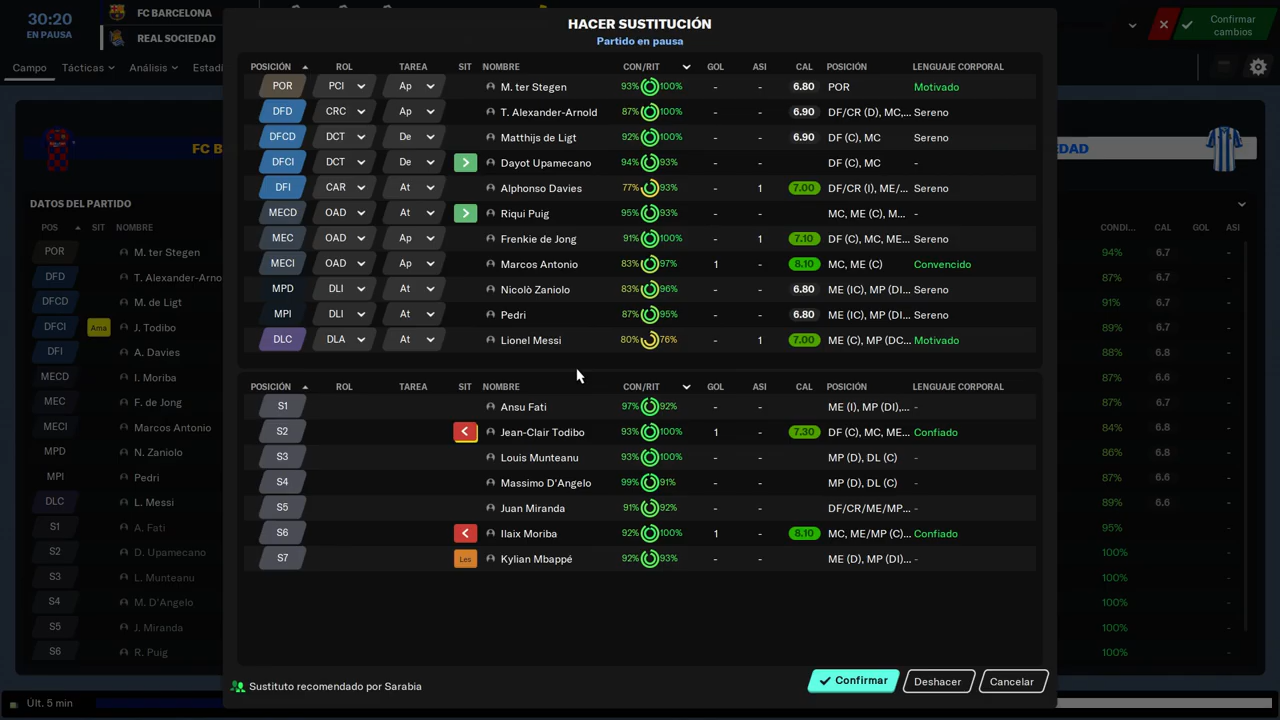 30:20
EN PAUSA
FC BARCELONA
REAL SOCIEDAD
Confirmar
cambios
Campo
Tácticas
Análisis
DATOS DEL PARTIDO
POS SIT NOMBRE
POR M. ter Stegen
DFD
DFCD M. de Ligt
DFCI Ama J. Todibo
DFI A. Davies
MECD I. Moriba
MEC F. de Jong
MECI Marcos Antonio
MPD N. Zaniolo
MPI Pedri
DLC L. Messi
S1 A. Fati
S2 D. Upamecano
S3 L. Munteanu
S4 M. D'Angelo
S5 J. Miranda
S6 R. Puig
Últ. 5 min
HACER SUSTITUCIÓN
Partido en pausa
POSICIÓN ROL TAREA SIT NOMBRE CON/RIT GOL ASI CAL POSICIÓN LENGUAJE CORPORAL
POR PCI Ap M. ter Stegen 93% 100% - - 6.80 POR Motivado
DFD CRC Ap T. Alexander-Arnold 87% 100% - - 6.90 DF/CR (D), MC,... Sereno
DFCD DCT De Matthijs de Ligt 92% 100% - - 6.90 DF (C), MC Sereno
DFCI DCT De > Dayot Upamecano 94% 93% - - DF (C), MC -
DFI CAR At Alphonso Davies 77% 93% - 1 7.00 DF/CR (I), ME/... Sereno
MECD OAD At > Riqui Puig 95% 93% - - MC, ME (C), M... -
MEC OAD Ap Frenkie de Jong 91% 100% - 1 7.10 DF (C), MC, ME... Sereno
MECI OAD Ap Marcos Antonio 83% 97% 1 - 8.10 MC, ME (C) Convencido
MPD DLI At Nicolò Zaniolo 83% 96% - - 6.80 ME (IC), MP (DI... Sereno
MPI DLI At Pedri 87% 95% - - 6.80 ME (IC), MP (DI... Sereno
DLC DLA At Lionel Messi 80% 76% - 1 7.00 ME (C), MP (DC... Motivado
POSICIÓN ROL TAREA SIT NOMBRE CON/RIT GOL ASI CAL POSICIÓN LENGUAJE CORPORAL
S1 Ansu Fati 97% 92% - - ME (I), MP (DI),... -
S2 < Jean-Clair Todibo 93% 100% 1 - 7.30 DF (C), MC, ME... Confiado
S3 Louis Munteanu 93% 100% - - MP (D), DL (C) -
S4 Massimo D'Angelo 99% 91% - - MP (D), DL (C) -
S5 Juan Miranda 91% 92% - - DF/CR/ME/MP... -
S6 < Ilaix Moriba 92% 100% 1 - 8.10 MC, ME/MP (C)... Confiado
S7 Les Kylian Mbappé 92% 93% - - ME (D), MP (DI)... -
Sustituto recomendado por Sarabia
Confirmar
Deshacer
Cancelar
CONDI... CAL GOL ASI
94% 6.7 -
87% 6.7 -
91% 6.7 -
89% 6.7 -
88% 6.8 -
87% 6.6 -
87% 6.8 -
84% 6.8 -
86% 6.8 -
87% 6.6 -
89% 6.6 -
95% -
100% -
100% -
100% -
100% -
100% -